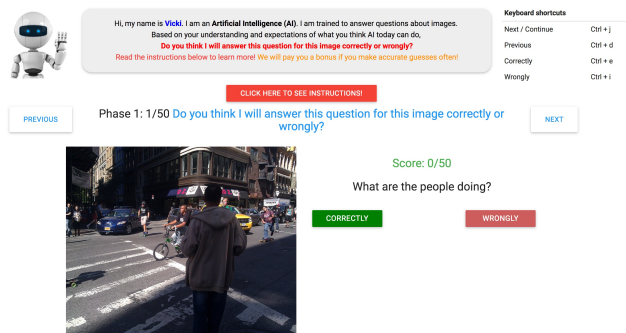 Hi, my name is Vicki. I am an Artificial Intelligence (AI). I am trained to answer questions about images.
Based on your understanding and expectations of what you think AI today can do,
Do you think I will answer this question for this image correctly or wrongly?
Read the instructions below to learn more! We will pay you a bonus if you make accurate guesses often!
Keyboard shortcuts
Next / Continue Ctrl + j
Previous Ctrl + d
Correctly Ctrl + e
Wrongly Ctrl + i
CLICK HERE TO SEE INSTRUCTIONS!
PREVIOUS
Phase 1: 1/50 Do you think I will answer this question for this image correctly or
wrongly?
NEXT
Score: 0/50
What are the people doing?
CORRECTLY
WRONGLY